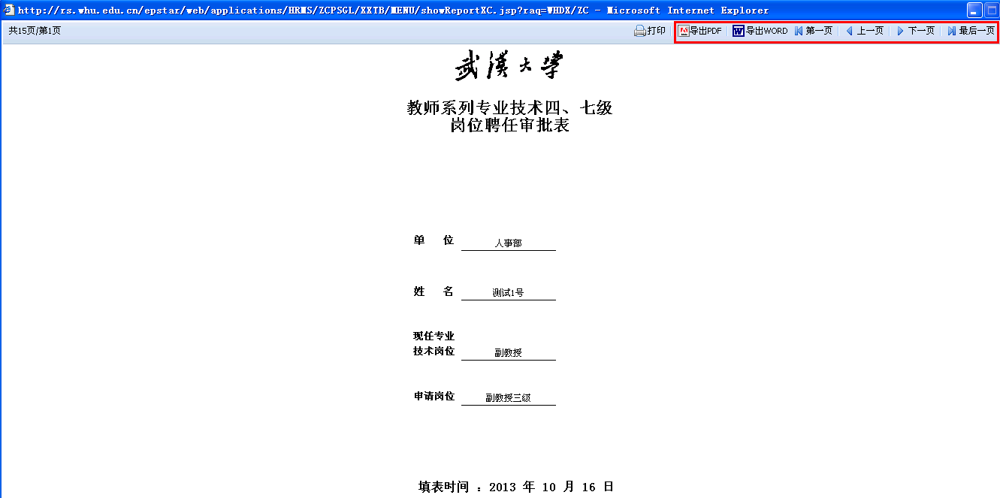 http://rs.whu.edu.cn/epstar/web/applications/HRMS/ZCPSGL/XXTB/MENU/showReportXC.jsp?raq=WHDX/ZC - Microsoft Internet Explorer
共15页/第1页 打印 导出PDF 导出WORD 第一页 上一页 下一页 最后一页
武漢大學
教师系列专业技术四、七级
岗位聘任审批表
单 位 人事部
姓 名 测试1号
现任专业
技术岗位 副教授
申请岗位 副教授三级
填表时间 : 2013 年 10 月 16 日